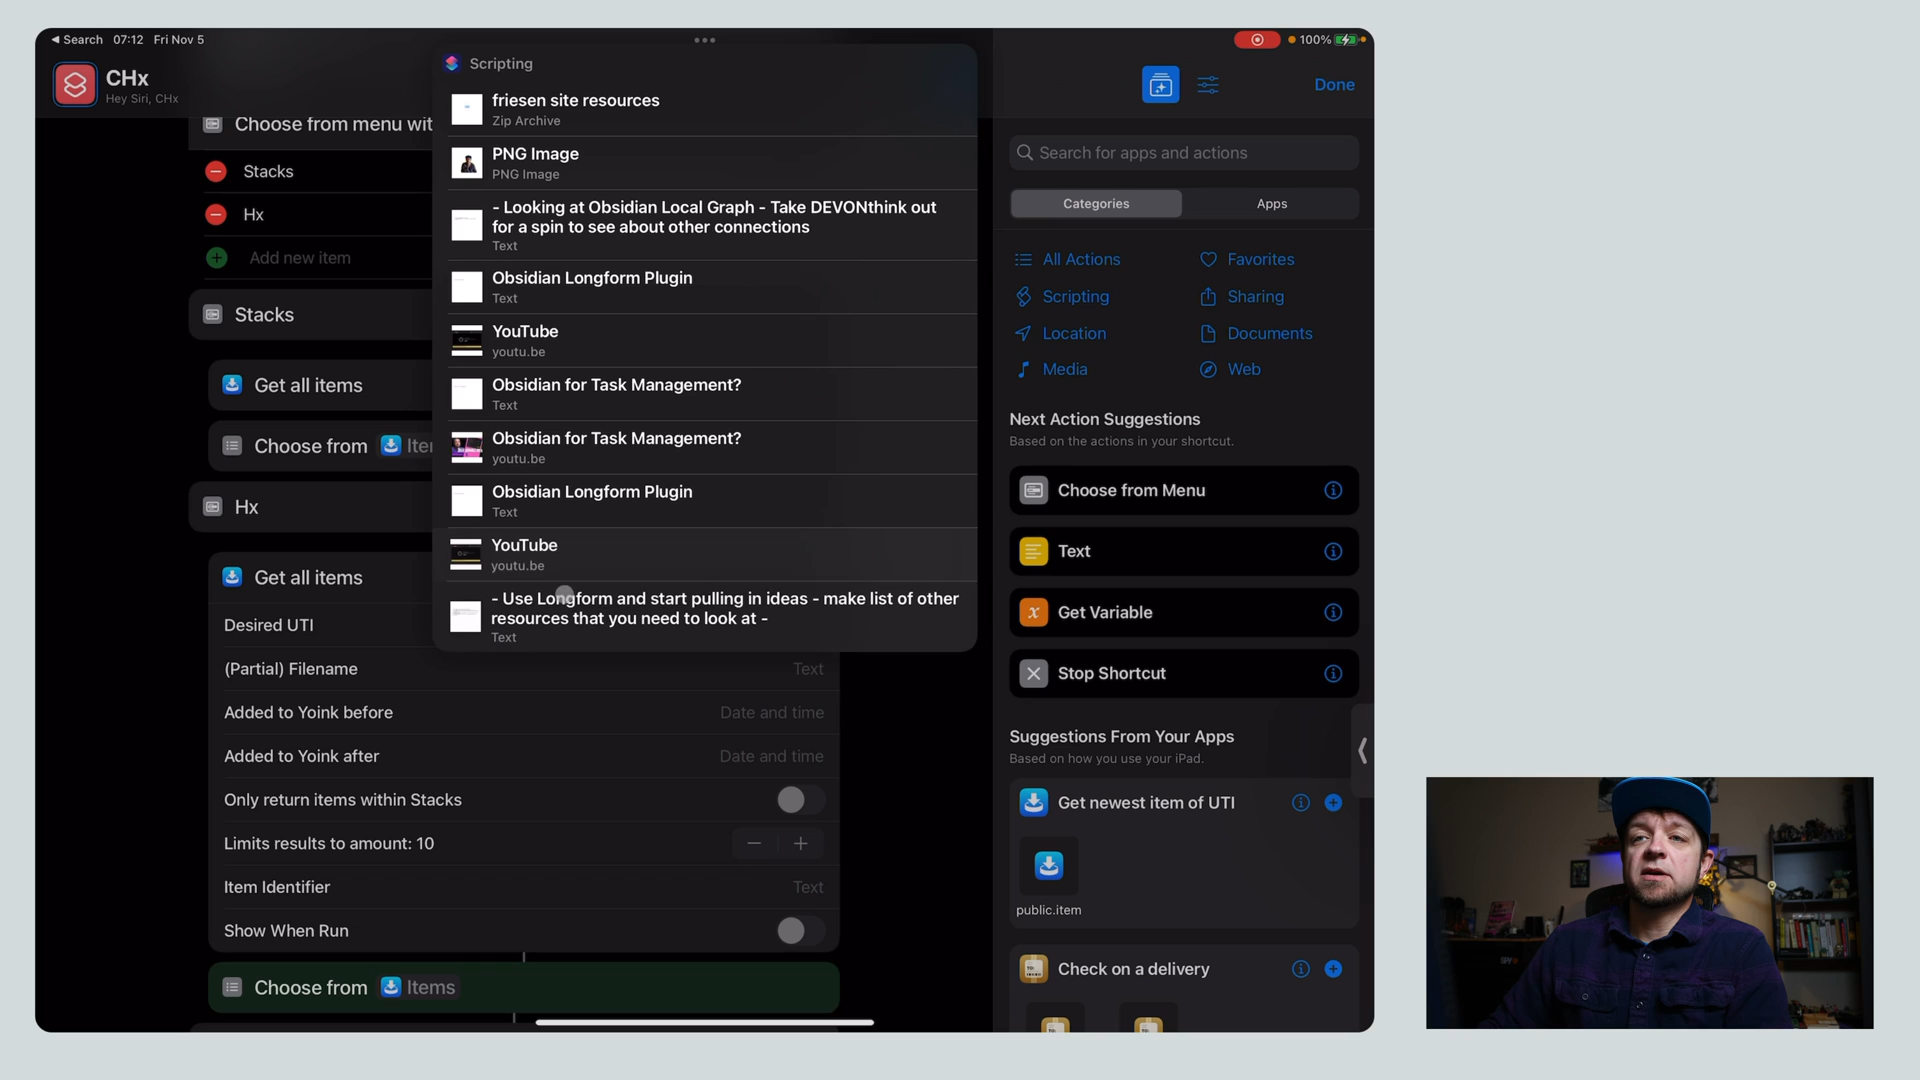 ◀ Search 07:12 Fri Nov 5
100%
CHx
Hey Siri, CHx
Done
Choose from menu wit
Stacks
Hx
Add new item
Stacks
Get all items
Choose from Iter
Hx
Get all items
Desired UTI
(Partial) Filename Text
Added to Yoink before Date and time
Added to Yoink after Date and time
Only return items within Stacks
Limits results to amount: 10
Item Identifier Text
Show When Run
Choose from Items
Scripting
friesen site resources
Zip Archive
PNG Image
PNG Image
- Looking at Obsidian Local Graph - Take DEVONthink out
for a spin to see about other connections
Text
Obsidian Longform Plugin
Text
YouTube
youtu.be
Obsidian for Task Management?
Text
Obsidian for Task Management?
youtu.be
Obsidian Longform Plugin
Text
YouTube
youtu.be
- Use Longform and start pulling in ideas - make list of other
resources that you need to look at -
Text
Search for apps and actions
Categories Apps
All Actions Favorites
Scripting Sharing
Location Documents
Media Web
Next Action Suggestions
Based on the actions in your shortcut.
Choose from Menu
Text
Get Variable
Stop Shortcut
Suggestions From Your Apps
Based on how you use your iPad.
Get newest item of UTI
public.item
Check on a delivery